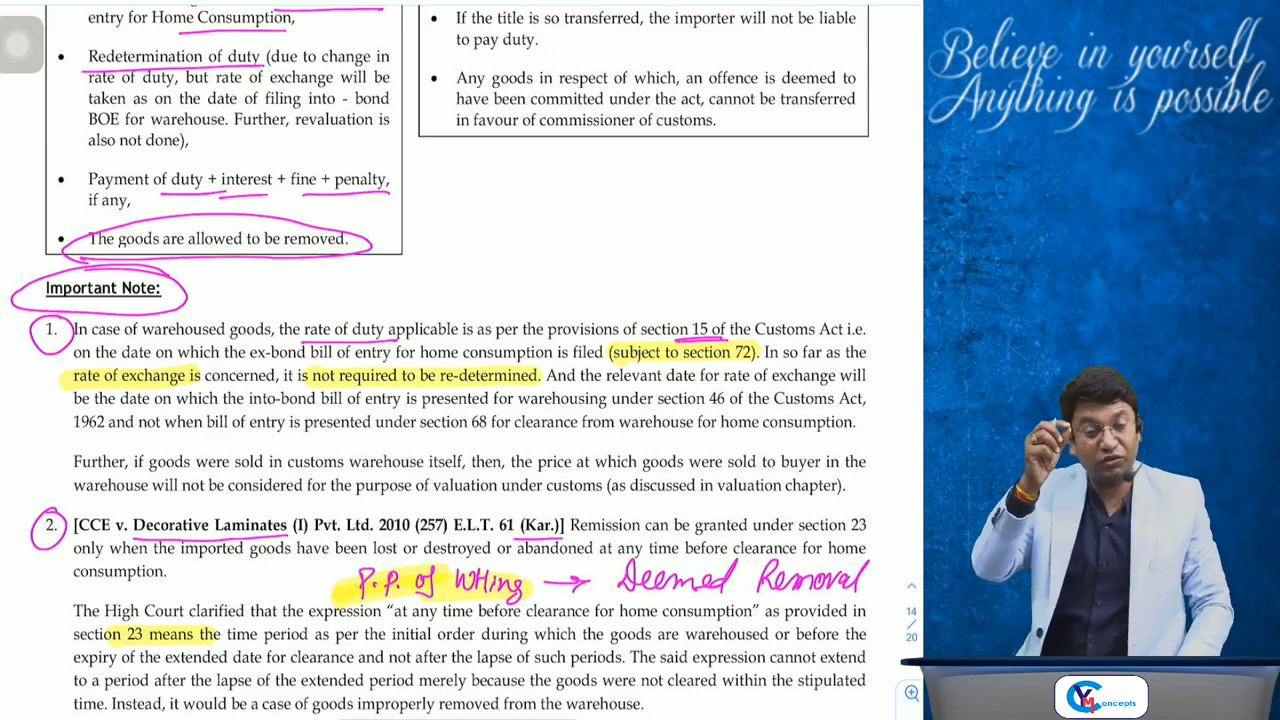 entry for Home Consumption,
• Redetermination of duty (due to change in
rate of duty, but rate of exchange will be
taken as on the date of filing into - bond
BOE for warehouse. Further, revaluation is
also not done),
• Payment of duty + interest + fine + penalty,
if any,
• The goods are allowed to be removed.
• If the title is so transferred, the importer will not be liable
to pay duty.
• Any goods in respect of which, an offence is deemed to
have been committed under the act, cannot be transferred
in favour of commissioner of customs.
Important Note:
1. In case of warehoused goods, the rate of duty applicable is as per the provisions of section 15 of the Customs Act i.e.
on the date on which the ex-bond bill of entry for home consumption is filed (subject to section 72). In so far as the
rate of exchange is concerned, it is not required to be re-determined. And the relevant date for rate of exchange will
be the date on which the into-bond bill of entry is presented for warehousing under section 46 of the Customs Act,
1962 and not when bill of entry is presented under section 68 for clearance from warehouse for home consumption.
Further, if goods were sold in customs warehouse itself, then, the price at which goods were sold to buyer in the
warehouse will not be considered for the purpose of valuation under customs (as discussed in valuation chapter).
2. [CCE v. Decorative Laminates (I) Pvt. Ltd. 2010 (257) E.L.T. 61 (Kar.)] Remission can be granted under section 23
only when the imported goods have been lost or destroyed or abandoned at any time before clearance for home
consumption.
P.P. of WHing → Deemed Removal
The High Court clarified that the expression “at any time before clearance for home consumption” as provided in
section 23 means the time period as per the initial order during which the goods are warehoused or before the
expiry of the extended date for clearance and not after the lapse of such periods. The said expression cannot extend
to a period after the lapse of the extended period merely because the goods were not cleared within the stipulated
time. Instead, it would be a case of goods improperly removed from the warehouse.
14
/
20
Believe in yourself
Anything is possible
YM Concepts